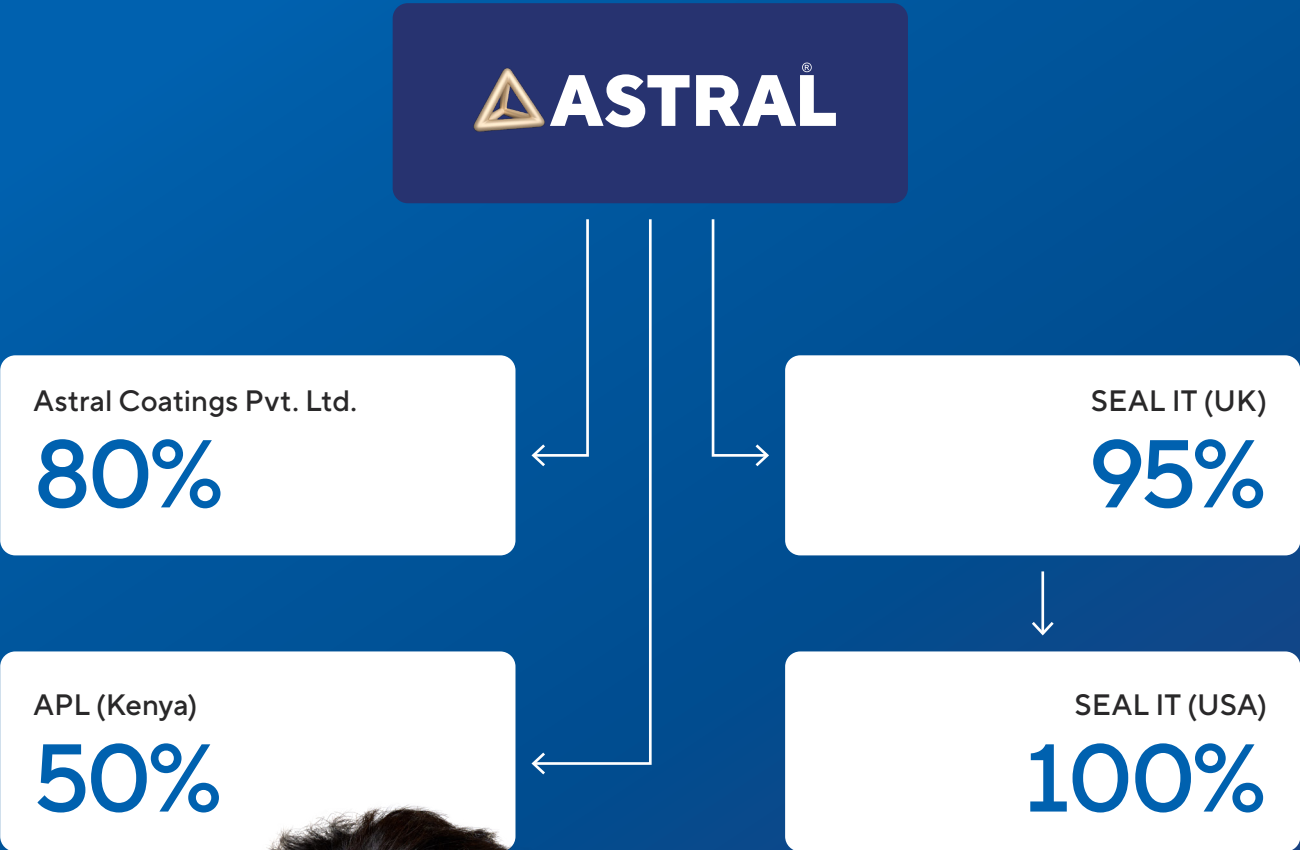 ASTRAL®
Astral Coatings Pvt. Ltd.
80%
SEAL IT (UK)
95%
APL (Kenya)
50%
SEAL IT (USA)
100%